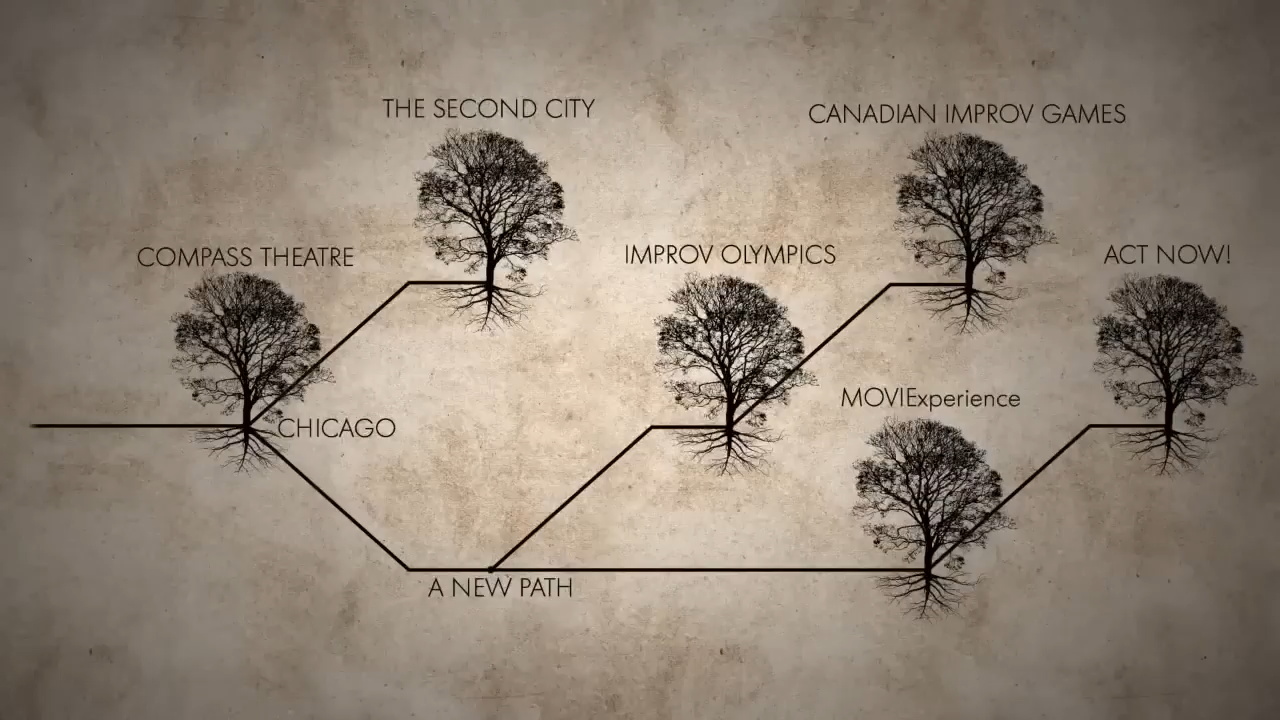 THE SECOND CITY
CANADIAN IMPROV GAMES
COMPASS THEATRE
IMPROV OLYMPICS
ACT NOW!
MOVIExperience
CHICAGO
A NEW PATH